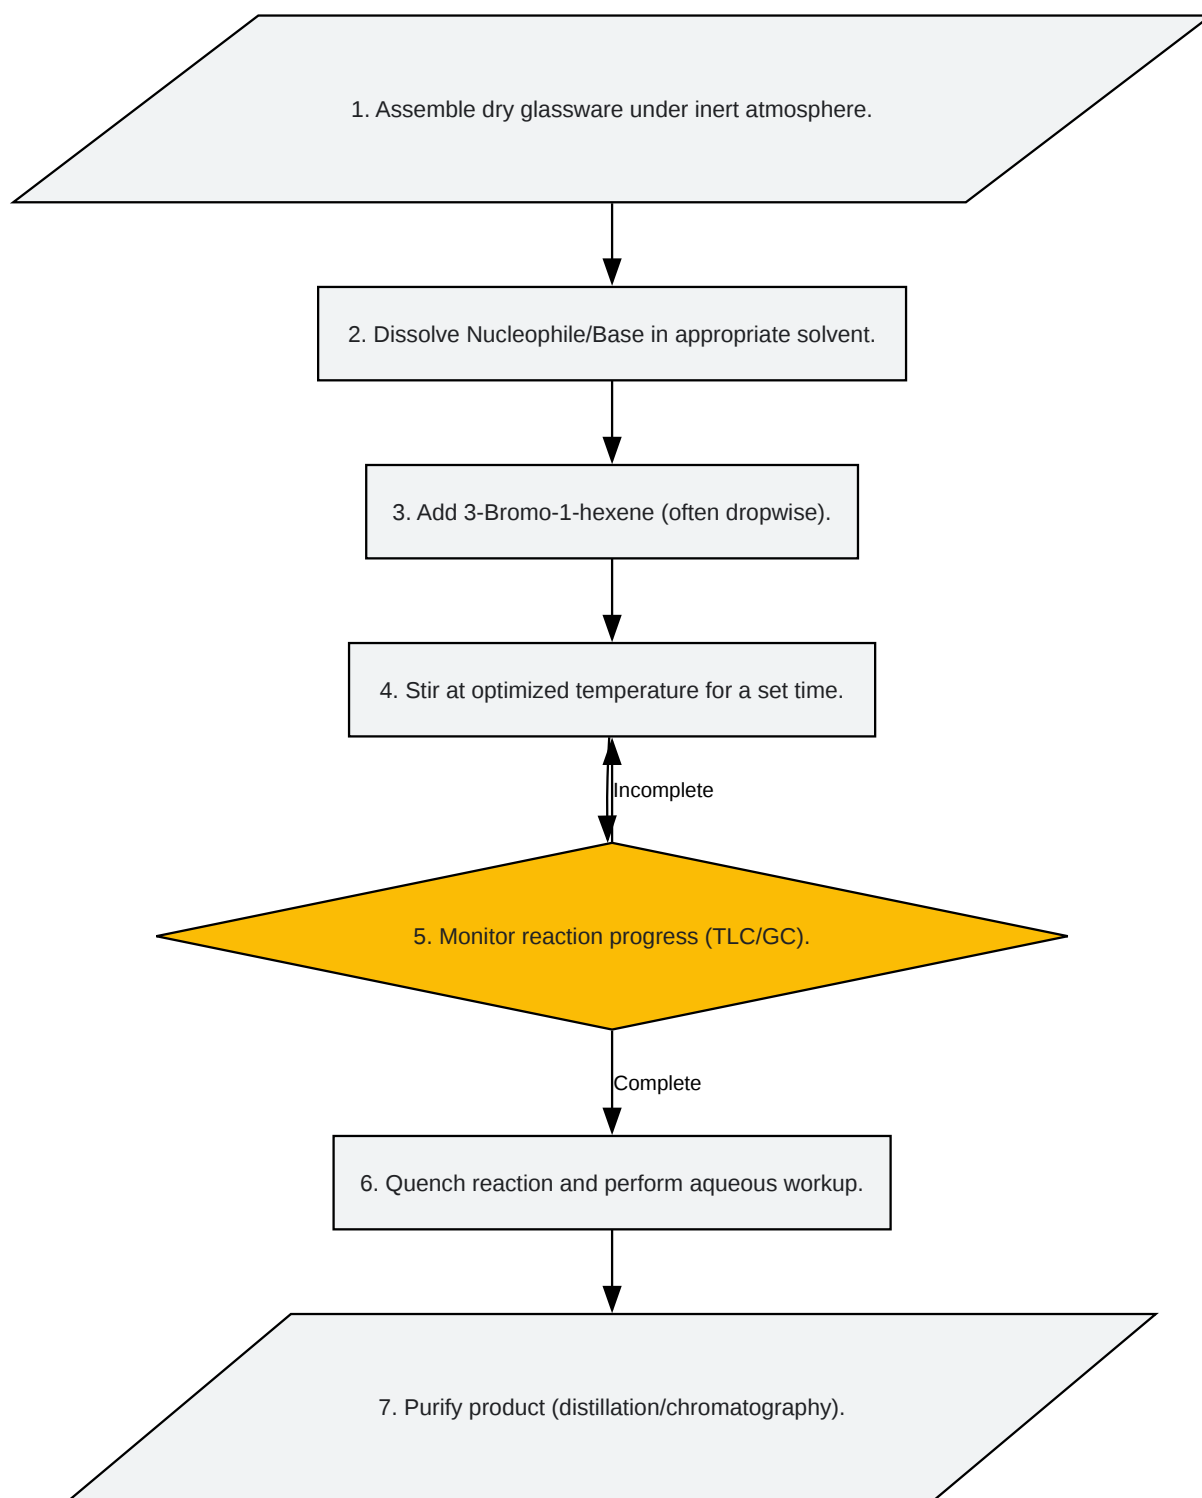 1. Assemble dry glassware under inert atmosphere.
2. Dissolve Nucleophile/Base in appropriate solvent.
3. Add 3-Bromo-1-hexene (often dropwise).
4. Stir at optimized temperature for a set time.
Incomplete
5. Monitor reaction progress (TLC/GC).
Complete
6. Quench reaction and perform aqueous workup.
7. Purify product (distillation/chromatography).